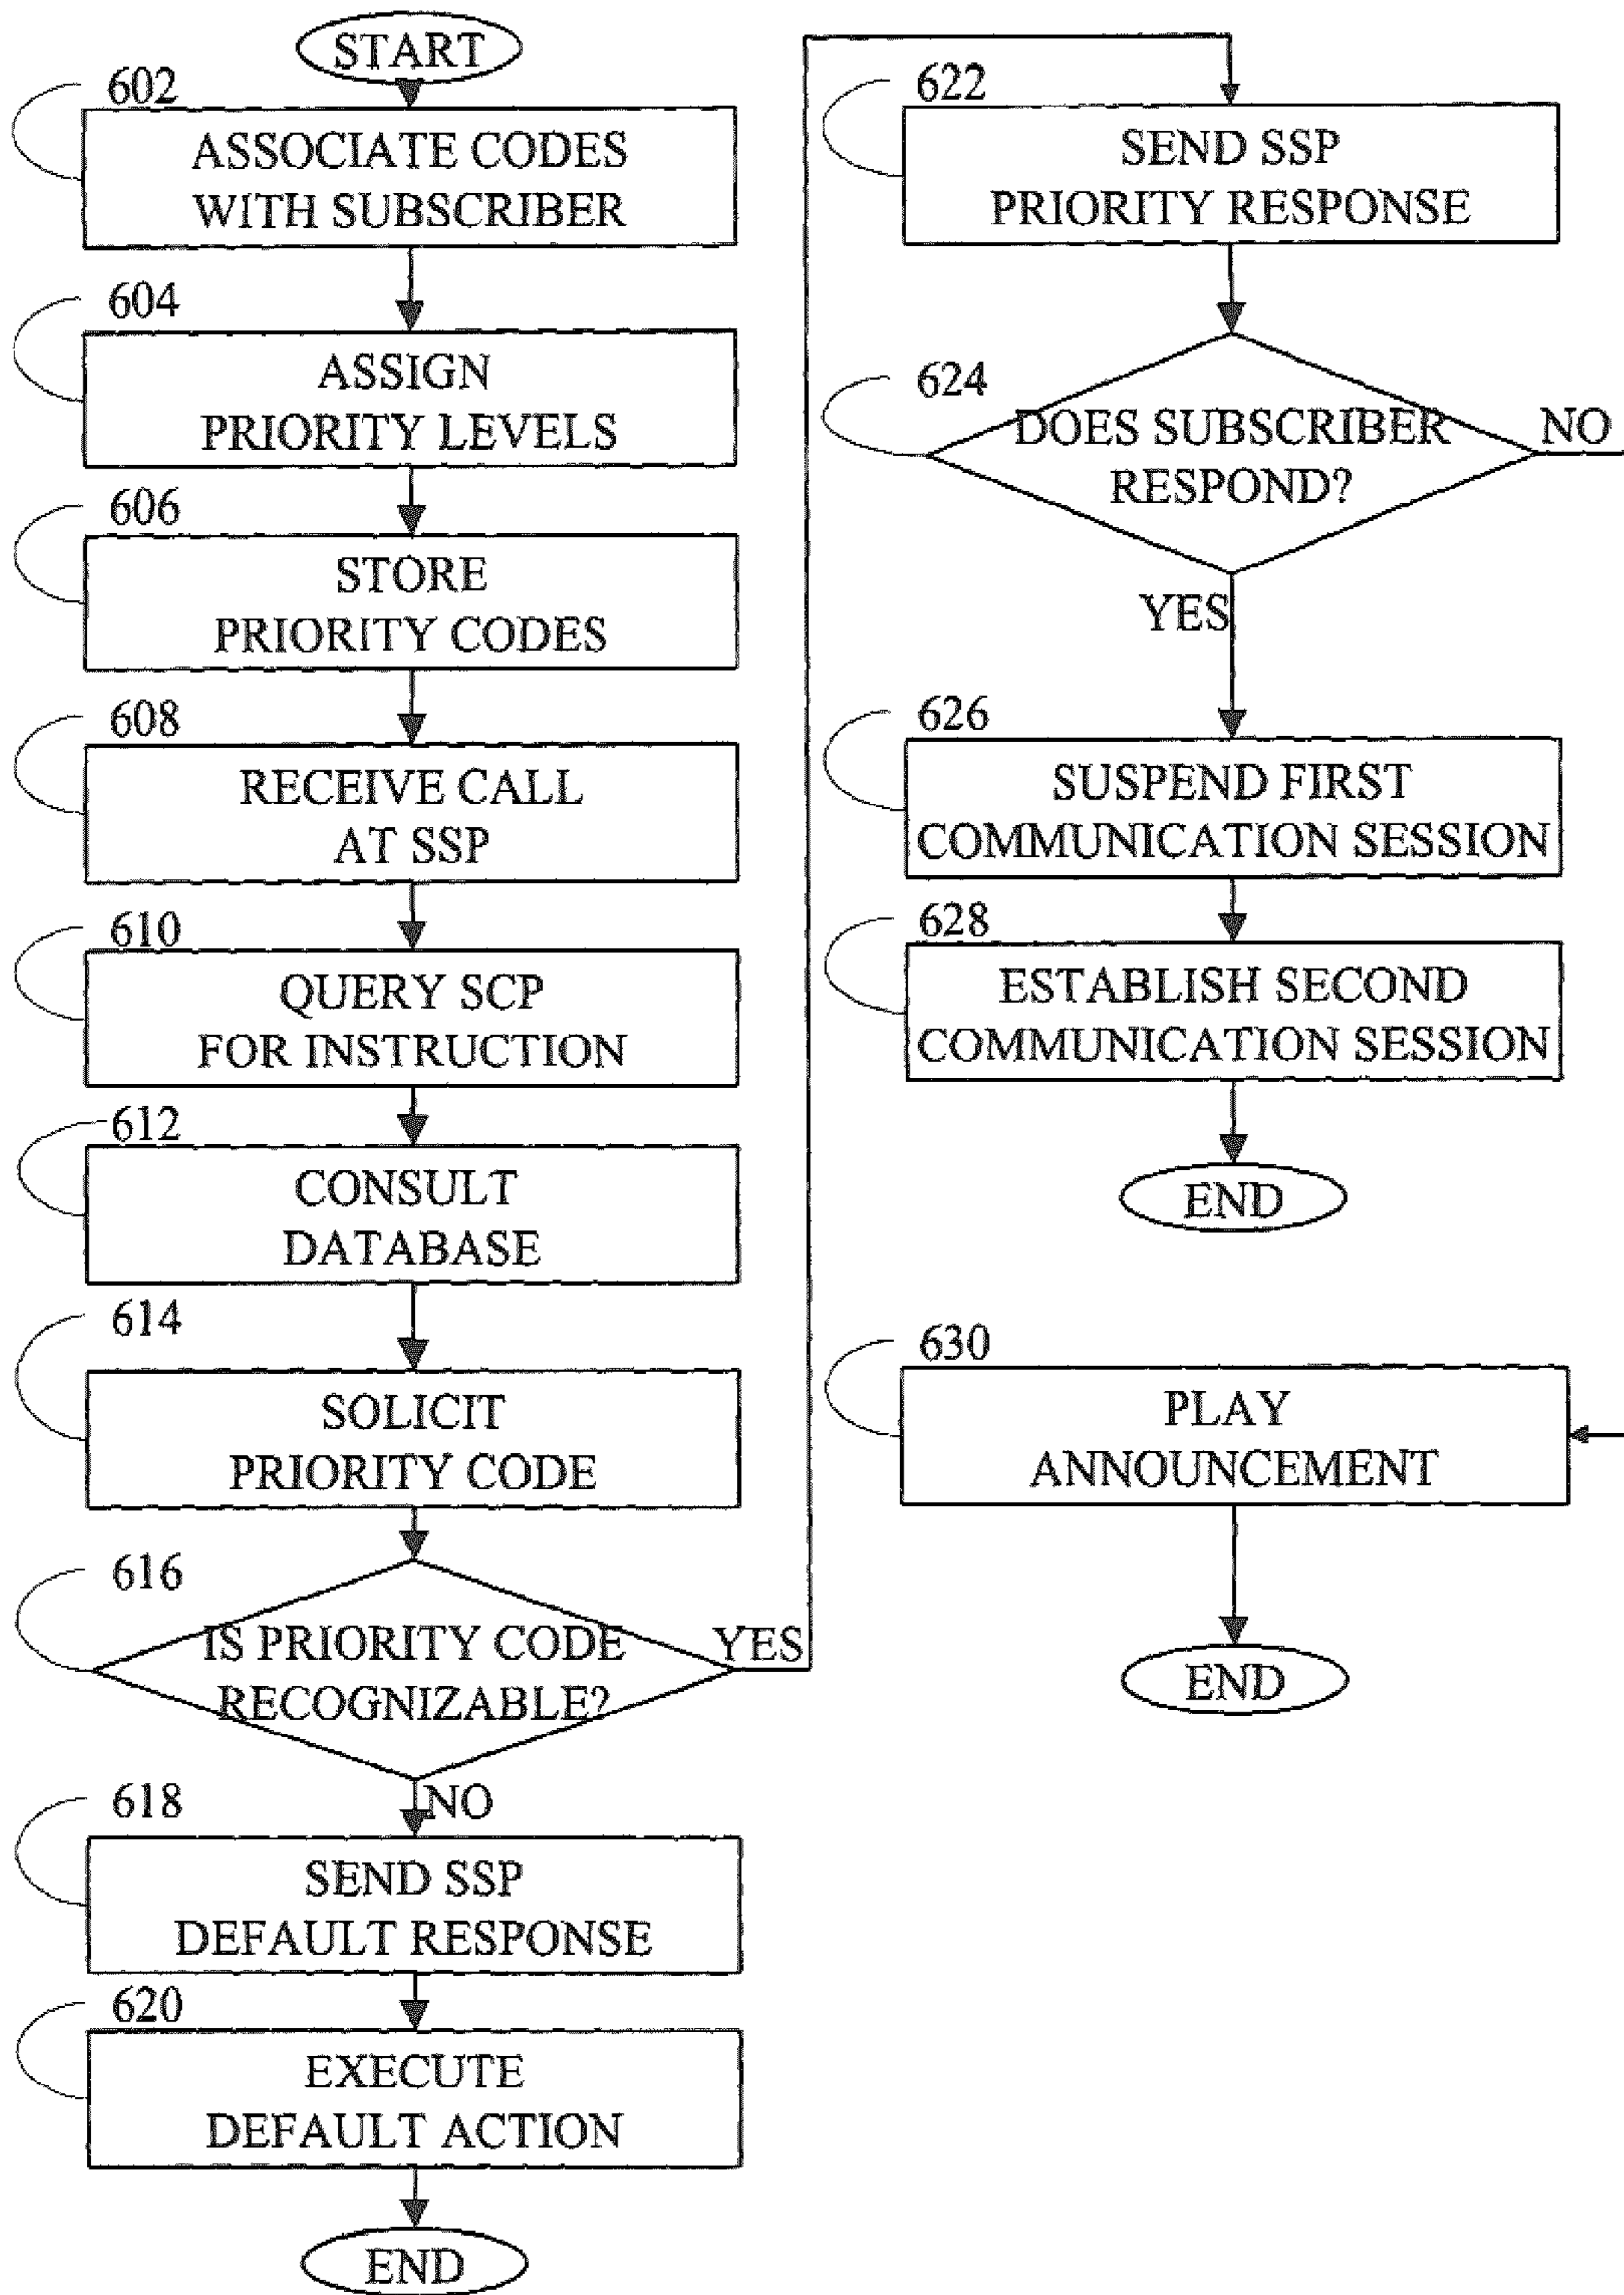 START
602
ASSOCIATE CODES
WITH SUBSCRIBER
604
ASSIGN
PRIORITY LEVELS
606
STORE
PRIORITY CODES
608
RECEIVE CALL
AT SSP
610
QUERY SCP
FOR INSTRUCTION
612
CONSULT
DATABASE
614
SOLICIT
PRIORITY CODE
616
IS PRIORITY CODE
RECOGNIZABLE?
YES
NO
618
SEND SSP
DEFAULT RESPONSE
620
EXECUTE
DEFAULT ACTION
END
622
SEND SSP
PRIORITY RESPONSE
624
DOES SUBSCRIBER
RESPOND?
NO
YES
626
SUSPEND FIRST
COMMUNICATION SESSION
628
ESTABLISH SECOND
COMMUNICATION SESSION
END
630
PLAY
ANNOUNCEMENT
END